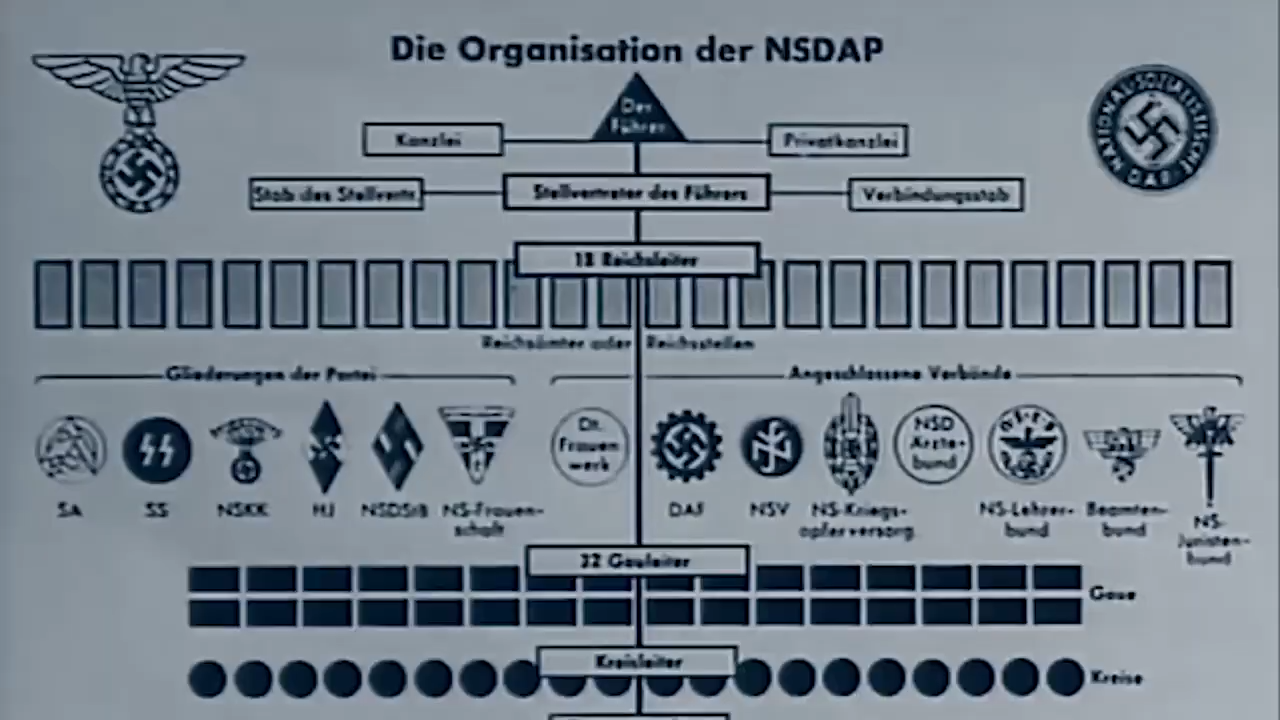 Die Organisation der NSDAP
Der
Führer
Kanzlei
Privatkanzlei
Stab des Stellvertr.
Stellvertreter des Führers
Verbindungsstab
NATIONALSOZIALISTISCHE
DAP
18 Reichsleiter
Reichsämter oder Reichsstellen
Gliederungen der Partei
Angeschlossene Verbände
Dt.
Frauen
werk
NSD
Ärzte-
bund
SA
SS
NSKK
HJ
NSDStB
NS-Frauen-
schaft
DAF
NSV
NS-Kriegs-
opferversorg.
NS-Lehrer-
bund
Beamten-
bund
NS-
Juristen-
bund
32 Gauleiter
Gaue
Kreisleiter
Kreise